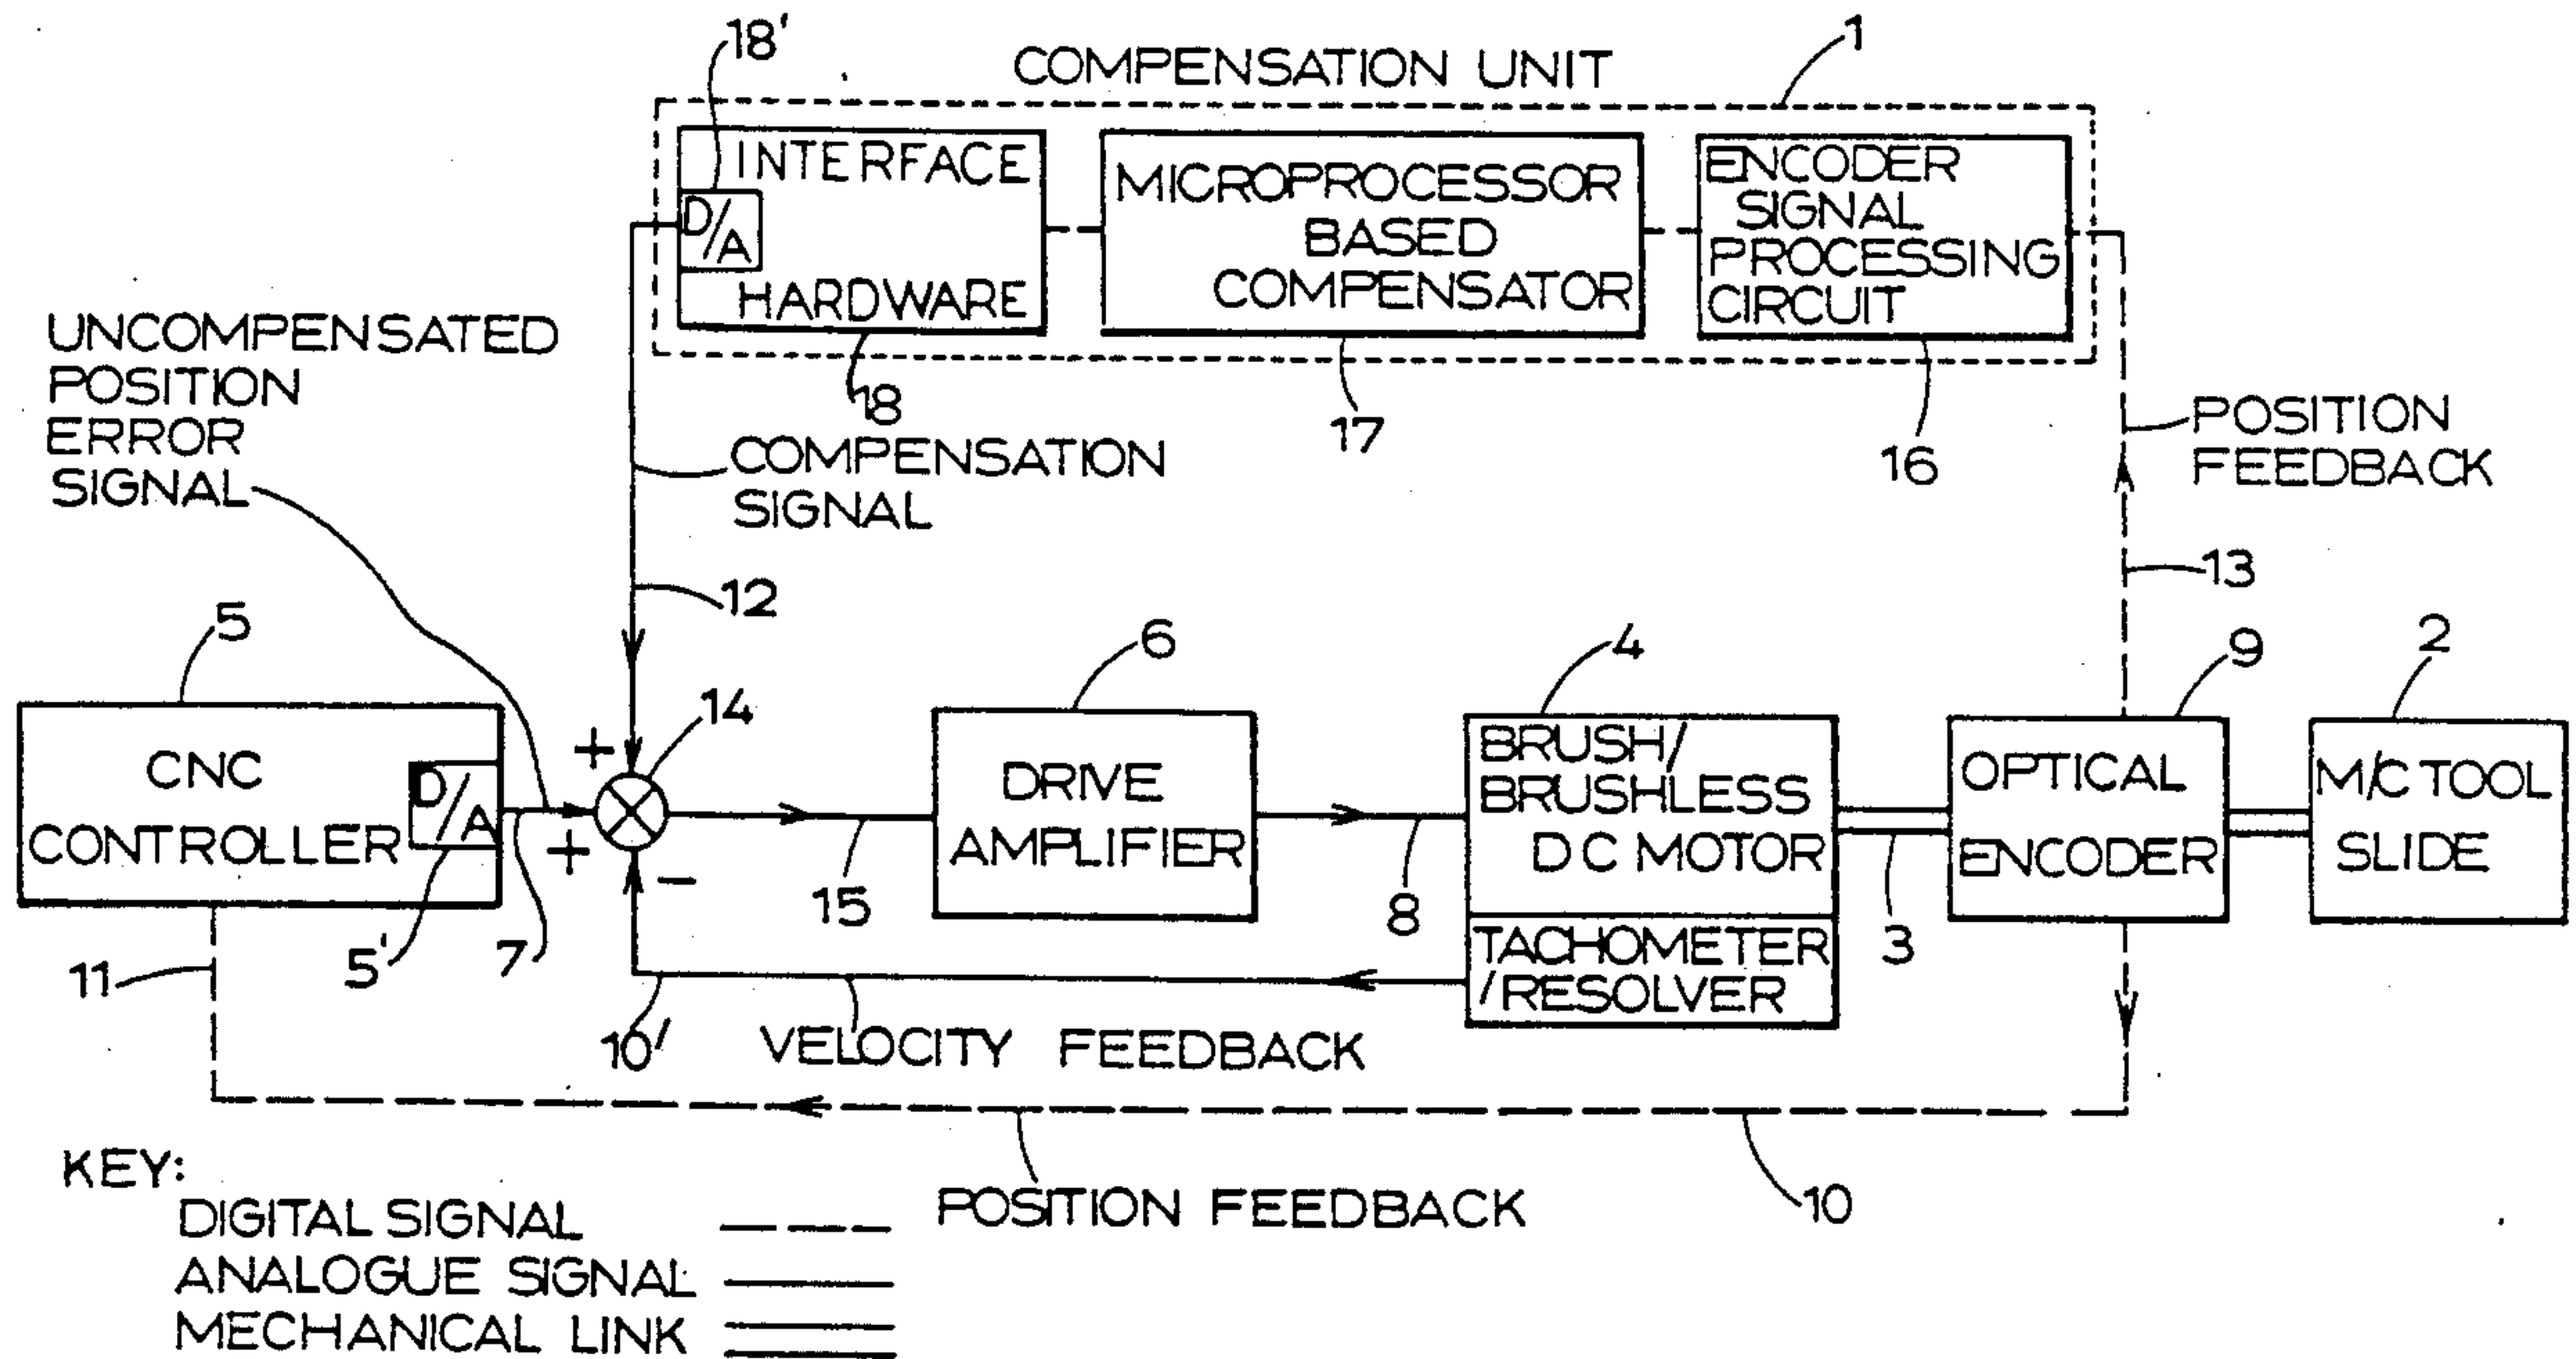 18'
1
COMPENSATION UNIT
INTERFACE
D/A
HARDWARE
MICROPROCESSOR
BASED
COMPENSATOR
ENCODER
SIGNAL
PROCESSING
CIRCUIT
18
17
16
UNCOMPENSATED
POSITION
ERROR
SIGNAL
COMPENSATION
SIGNAL
POSITION
FEEDBACK
12
13
5
14
6
4
9
2
CNC
CONTROLLER
D/A
+
+
-
DRIVE
AMPLIFIER
BRUSH/
BRUSHLESS
DC MOTOR
TACHOMETER
/RESOLVER
OPTICAL
ENCODER
M/C TOOL
SLIDE
11
5'
7
15
8
3
10'
VELOCITY FEEDBACK
POSITION FEEDBACK
10
KEY:
DIGITAL SIGNAL
ANALOGUE SIGNAL
MECHANICAL LINK